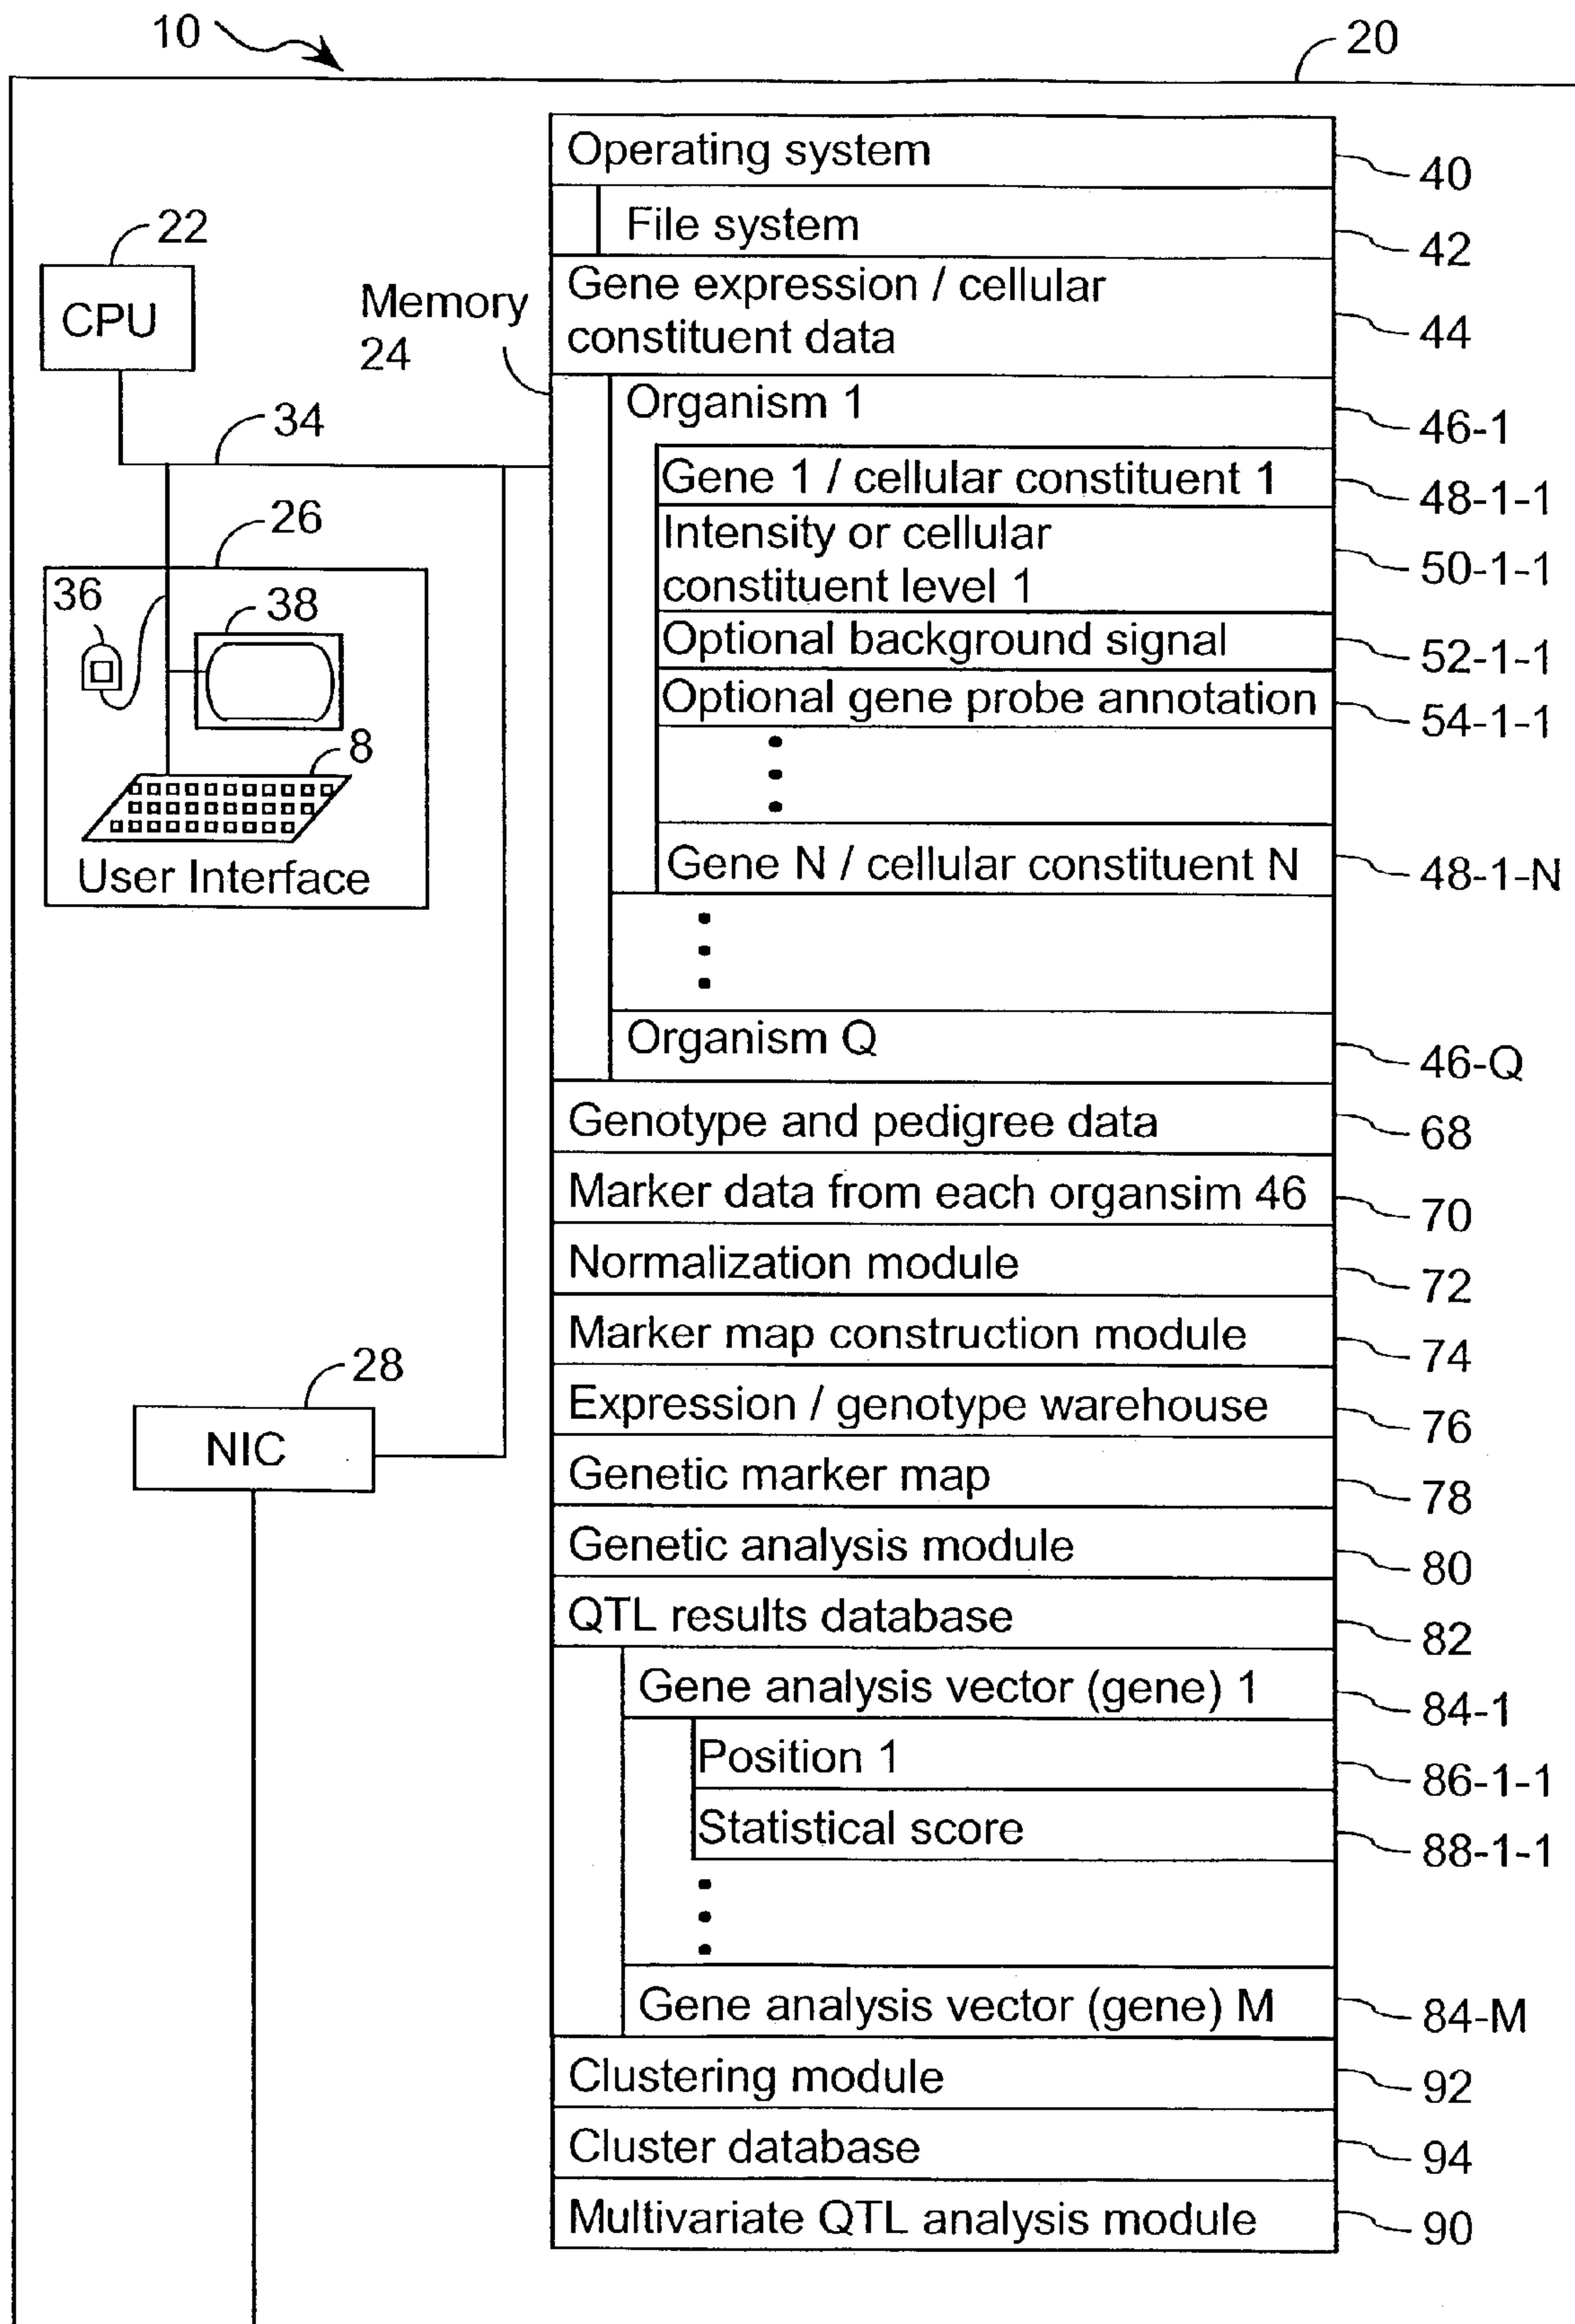 10
20
Operating system
40
File system
42
22
CPU
Gene expression / cellular
constituent data
44
Memory
24
Organism 1
46-1
34
Gene 1 / cellular constituent 1
48-1-1
Intensity or cellular
constituent level 1
50-1-1
26
36
38
Optional background signal
52-1-1
Optional gene probe annotation
54-1-1
8
User Interface
Gene N / cellular constituent N
48-1-N
Organism Q
46-Q
Genotype and pedigree data
68
Marker data from each organsim 46
70
Normalization module
72
Marker map construction module
74
28
NIC
Expression / genotype warehouse
76
Genetic marker map
78
Genetic analysis module
80
QTL results database
82
Gene analysis vector (gene) 1
84-1
Position 1
86-1-1
Statistical score
88-1-1
Gene analysis vector (gene) M
84-M
Clustering module
92
Cluster database
94
Multivariate QTL analysis module
90